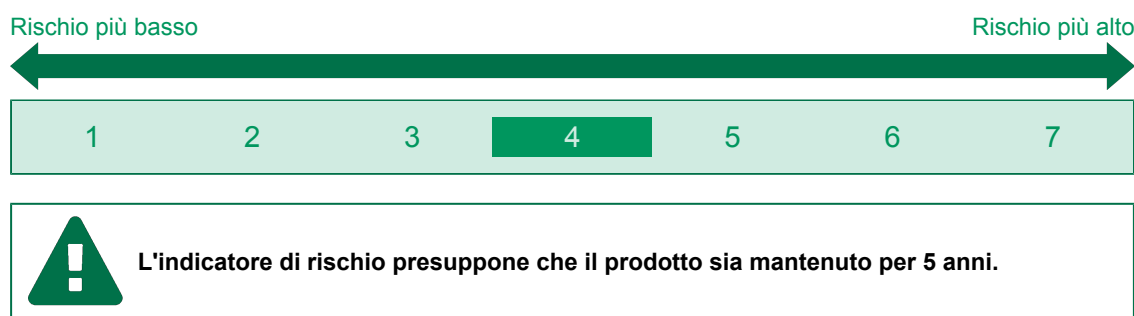 Rischio più basso Rischio più alto
1 2 3 4 5 6 7
L'indicatore di rischio presuppone che il prodotto sia mantenuto per 5 anni.